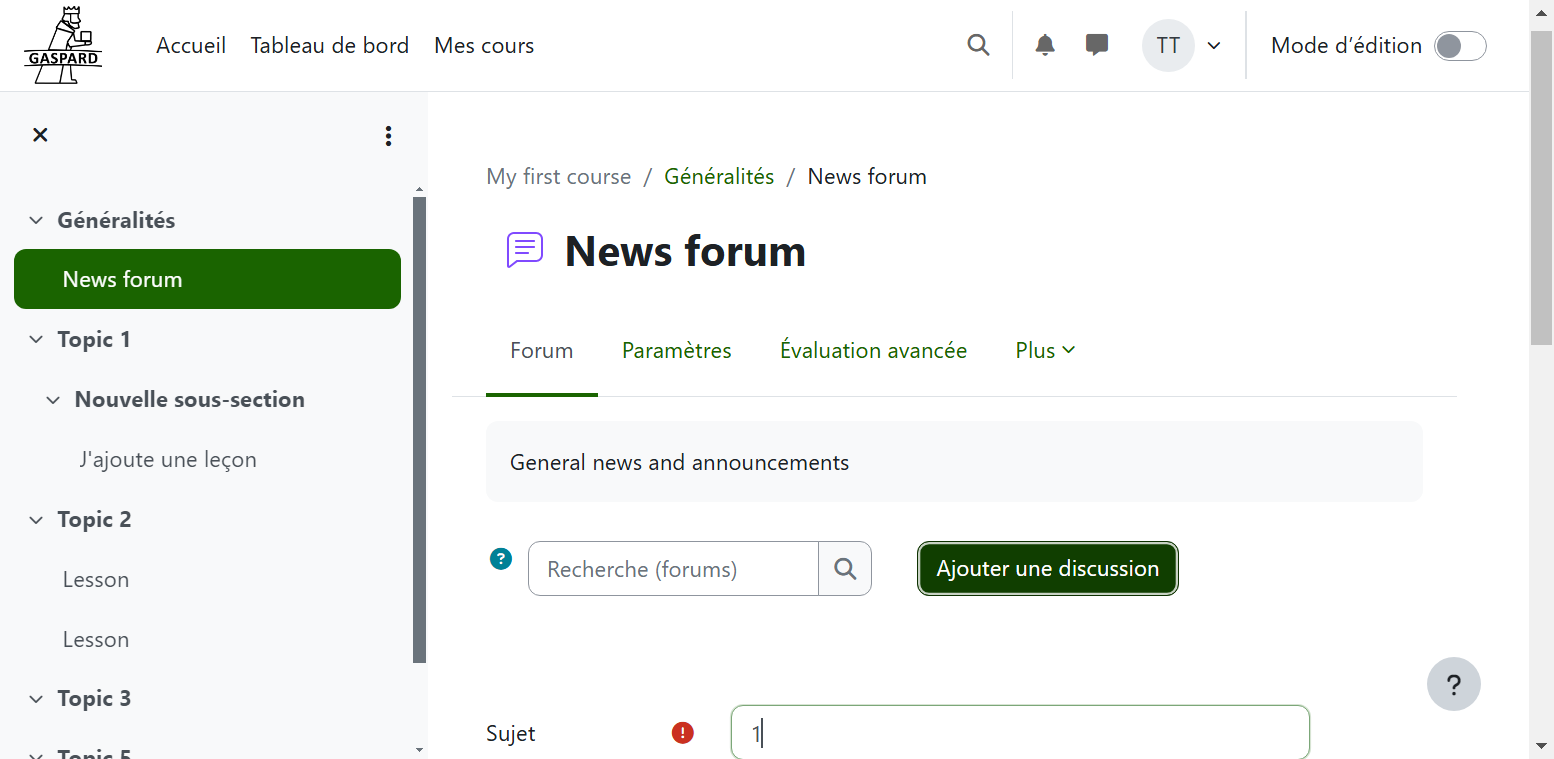 GASPARD
Accueil Tableau de bord Mes cours
TT
Mode d’édition
My first course / Généralités / News forum
Généralités
News forum
Topic 1
Nouvelle sous-section
J'ajoute une leçon
Topic 2
Lesson
Lesson
Topic 3
Topic 5
News forum
Forum Paramètres Évaluation avancée Plus
General news and announcements
? Recherche (forums) Ajouter une discussion
?
Sujet ! 1